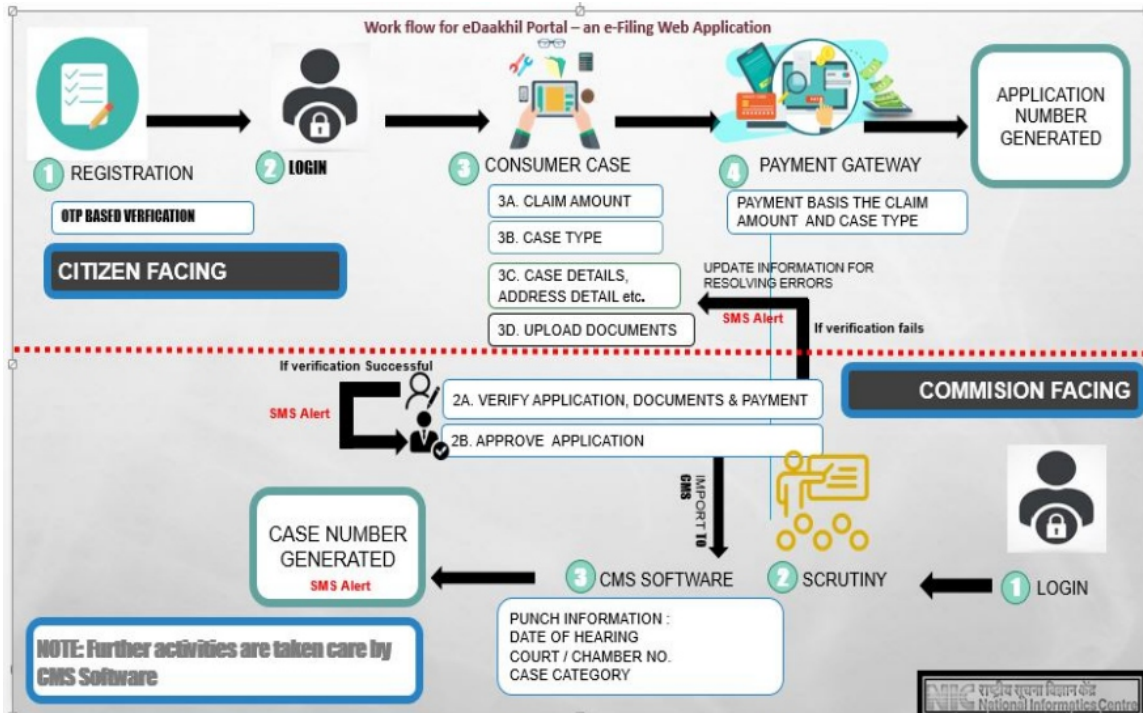 Work flow for eDaakhil Portal – an e-Filing Web Application
1 REGISTRATION
OTP BASED VERFICATION
CITIZEN FACING
2 LOGIN
3 CONSUMER CASE
3A. CLAIM AMOUNT
3B. CASE TYPE
3C. CASE DETAILS,
ADDRESS DETAIL etc.
3D. UPLOAD DOCUMENTS
4 PAYMENT GATEWAY
PAYMENT BASIS THE CLAIM
AMOUNT AND CASE TYPE
APPLICATION
NUMBER
GENERATED
UPDATE INFORMATION FOR
RESOLVING ERRORS
SMS Alert
If verification fails
If verification Successful
SMS Alert
2A. VERIFY APPLICATION, DOCUMENTS & PAYMENT
2B. APPROVE APPLICATION
COMMISION FACING
IMPORT TO
CMS
1 LOGIN
2 SCRUTINY
3 CMS SOFTWARE
PUNCH INFORMATION :
DATE OF HEARING
COURT / CHAMBER NO.
CASE CATEGORY
CASE NUMBER
GENERATED
SMS Alert
NOTE: Further activities are taken care by
CMS Software
NIC राष्ट्रीय सूचना विज्ञान केंद्र
National Informatics Centre